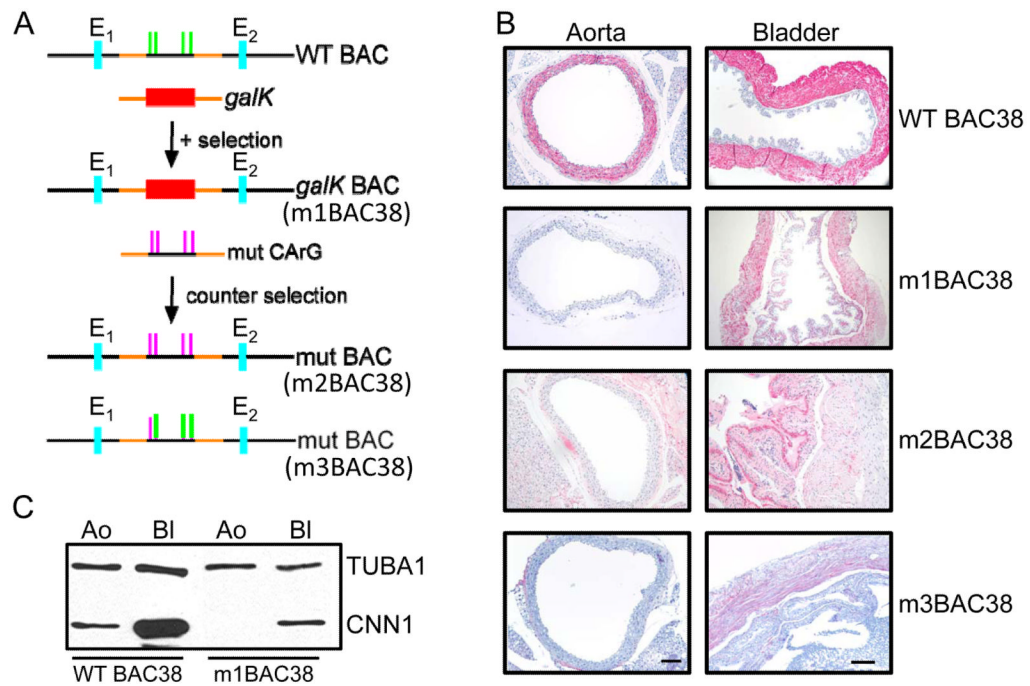 A
E1
E2
WT BAC
galK
+ selection
E1
E2
galK BAC
(m1BAC38)
mut CArG
counter selection
E1
E2
mut BAC
(m2BAC38)
E1
E2
mut BAC
(m3BAC38)
B
Aorta
Bladder
WT BAC38
m1BAC38
m2BAC38
m3BAC38
C
Ao
Bl
Ao
Bl
TUBA1
CNN1
WT BAC38
m1BAC38